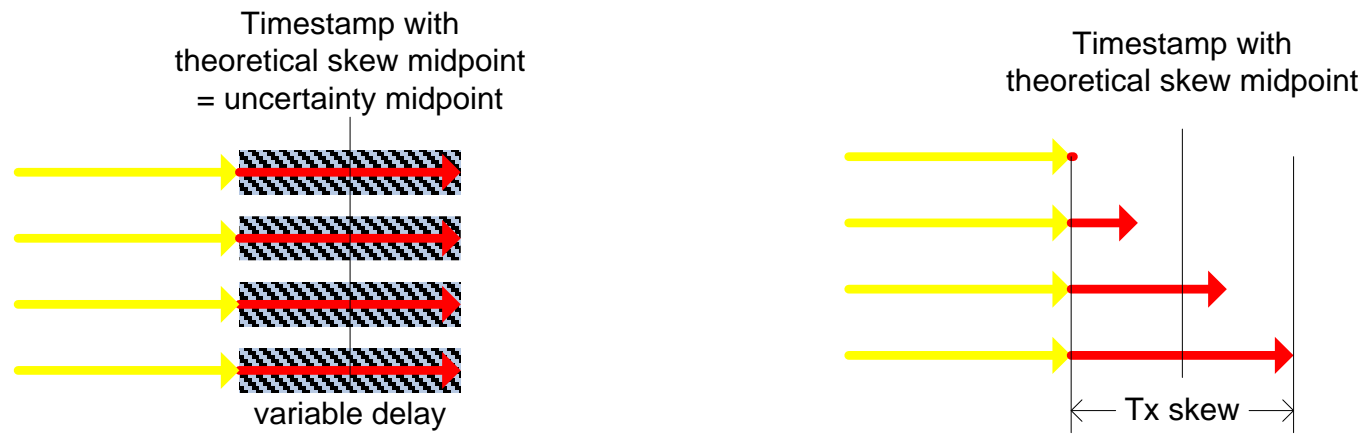 Timestamp with
theoretical skew midpoint
= uncertainty midpoint
variable delay
Timestamp with
theoretical skew midpoint
Tx skew